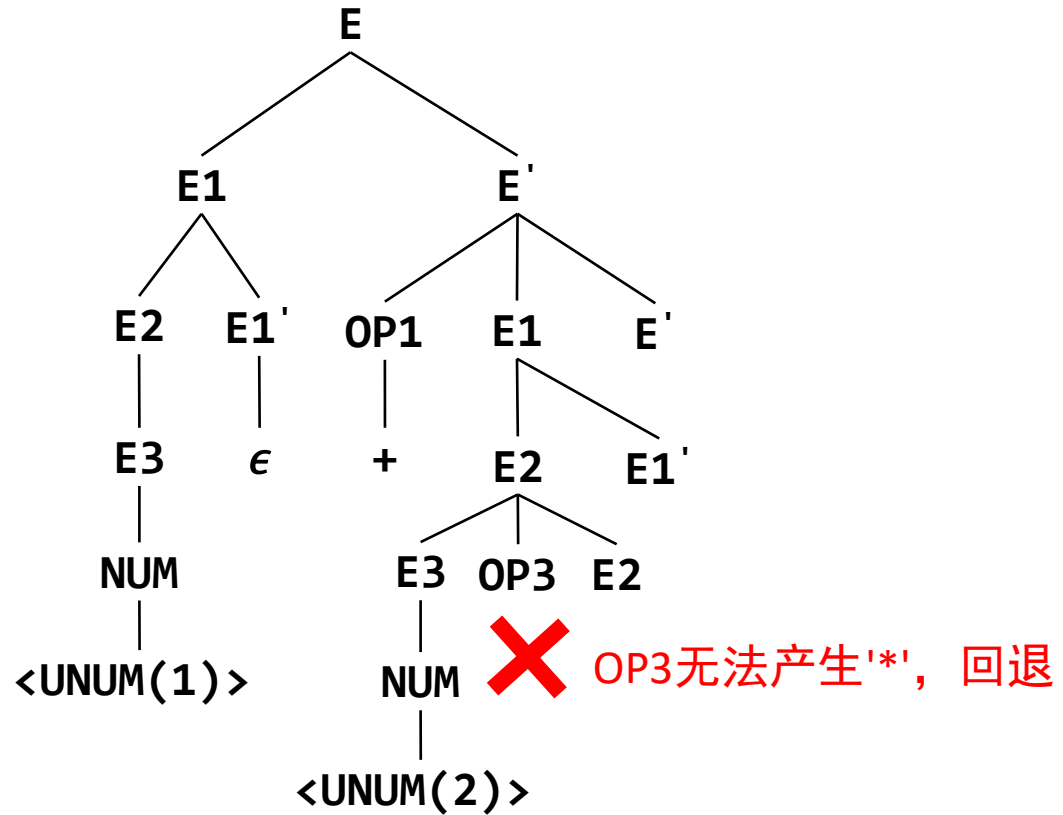 E
E1 E'
E2 E1' OP1 E1 E'
E3 ϵ + E2 E1'
NUM E3 OP3 E2
<UNUM(1)> NUM OP3无法产生'*'，回退
<UNUM(2)>